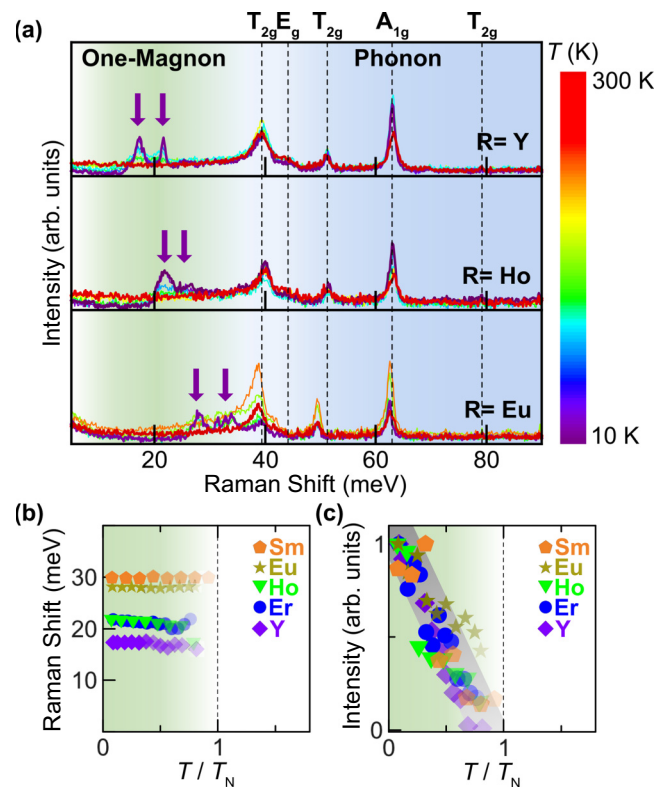 (a)
T2g Eg T2g A1g T2g
One-Magnon Phonon
T (K)
300 K
R= Y
R= Ho
R= Eu
10 K
Intensity (arb. units)
20 40 60 80
Raman Shift (meV)
(b)
Sm
Eu
Ho
Er
Y
30
20
10
Raman Shift (meV)
0 1
T / TN
(c)
Sm
Eu
Ho
Er
Y
1
0
Intensity (arb. units)
0 1
T / TN